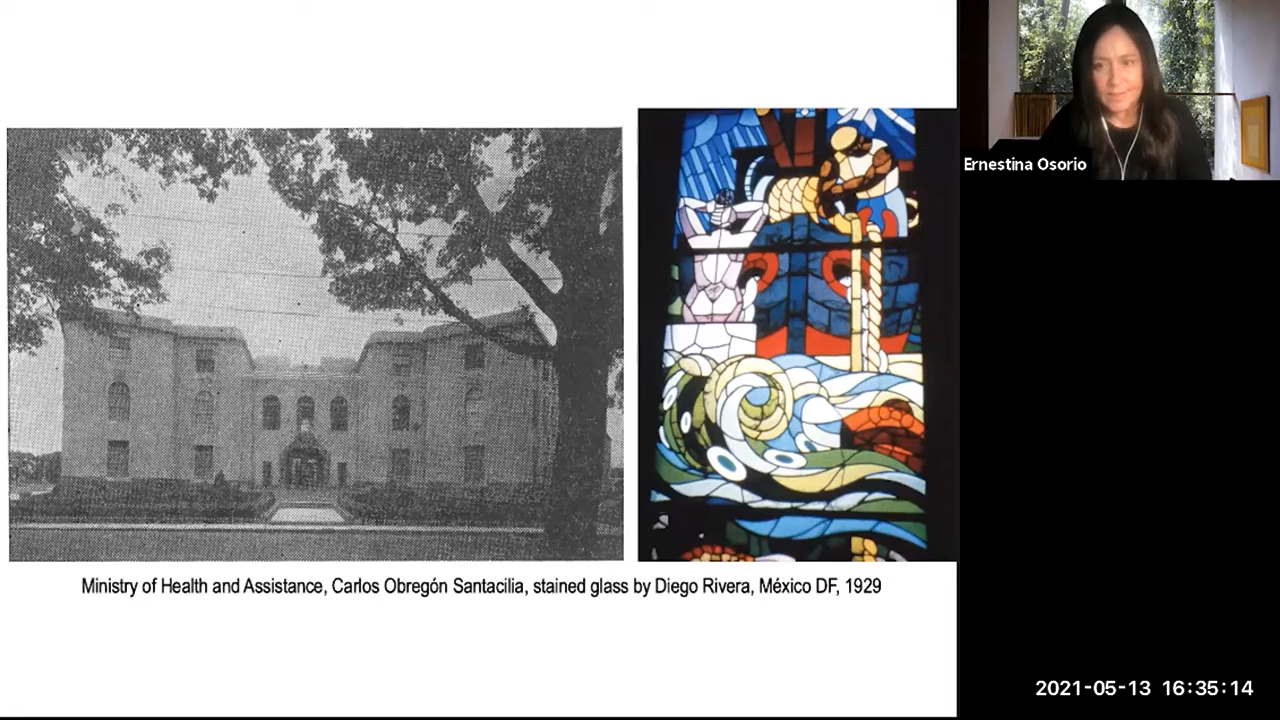 Ernestina Osorio
Ministry of Health and Assistance, Carlos Obregón Santacilia, stained glass by Diego Rivera, México DF, 1929
2021-05-13 16:35:14